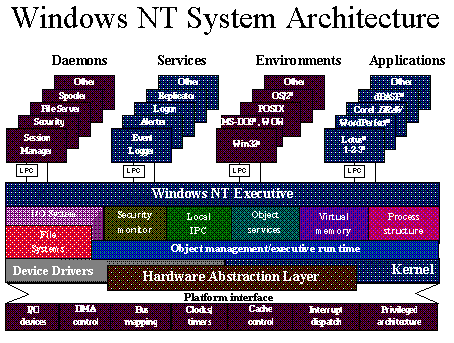 Windows NT System Architecture
Daemons Services Environments Applications
Other Other Other Other
Spooler Replicator OS/2® dBASE®
File Server Logon POSIX Corel DRAW
Security Alerter MS-DOS®, WOW WordPerfect®
Session Manager
Event Logger
Win32®
Lotus® 1-2-3®
LPC LPC LPC LPC
Windows NT Executive
I/O System
Security monitor
Local IPC
Object services
Virtual memory
Process structure
File Systems
Object management/executive run time
Device Drivers
Hardware Abstraction Layer
Kernel
Platform interface
I/O devices
DMA control
Bus mapping
Clocks/ timers
Cache control
Interrupt dispatch
Privileged architecture